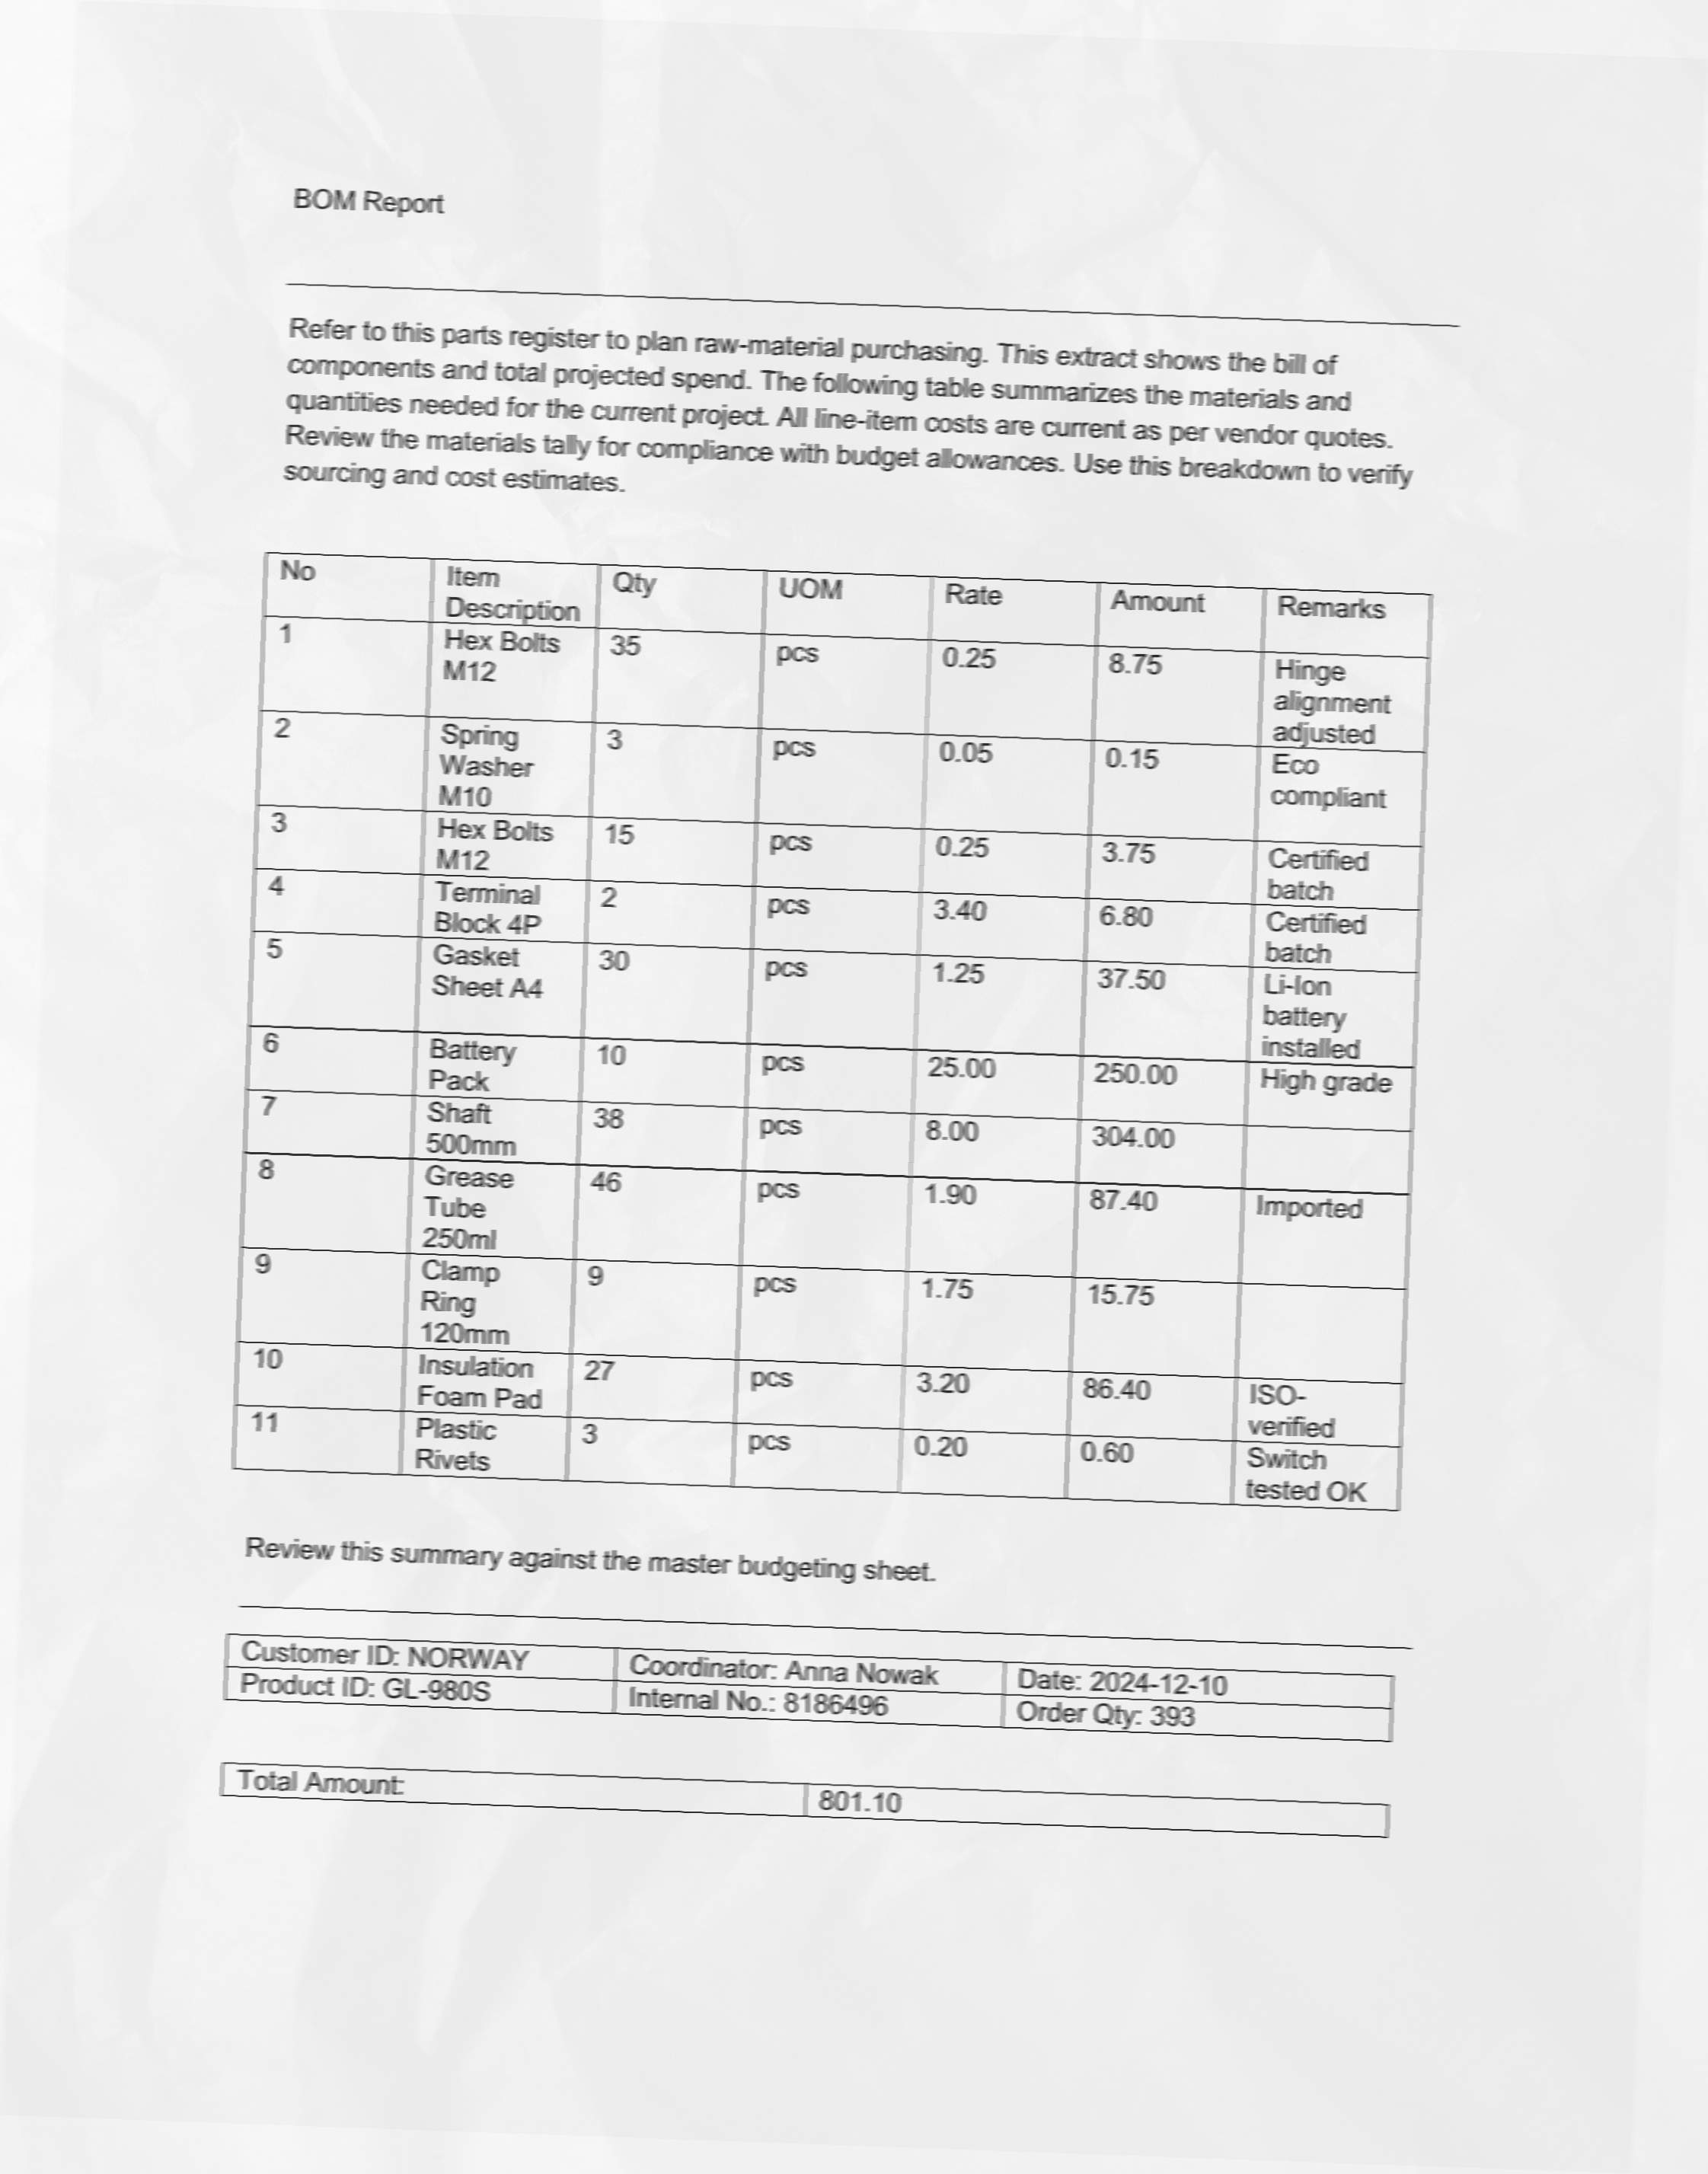 BOM Report
Refer to this parts register to plan raw-material purchasing. This extract shows the bill of
components and total projected spend. The following table summarizes the materials and
quantities needed for the current project. All line-item costs are current as per vendor quotes.
Review the materials tally for compliance with budget allowances. Use this breakdown to verify
sourcing and cost estimates.
No Item Description Qty UOM Rate Amount Remarks
1 Hex Bolts M12 35 pcs 0.25 8.75 Hinge alignment adjusted
2 Spring Washer M10 3 pcs 0.05 0.15 Eco compliant
3 Hex Bolts M12 15 pcs 0.25 3.75 Certified batch
4 Terminal Block 4P 2 pcs 3.40 6.80 Certified batch
5 Gasket Sheet A4 30 pcs 1.25 37.50 Li-Ion battery installed
6 Battery Pack 10 pcs 25.00 250.00 High grade
7 Shaft 500mm 38 pcs 8.00 304.00
8 Grease Tube 250ml 46 pcs 1.90 87.40 Imported
9 Clamp Ring 120mm 9 pcs 1.75 15.75
10 Insulation Foam Pad 27 pcs 3.20 86.40 ISO-verified
11 Plastic Rivets 3 pcs 0.20 0.60 Switch tested OK
Review this summary against the master budgeting sheet.
Customer ID: NORWAY Coordinator: Anna Nowak Date: 2024-12-10
Product ID: GL-980S Internal No.: 8186496 Order Qty: 393
Total Amount: 801.10